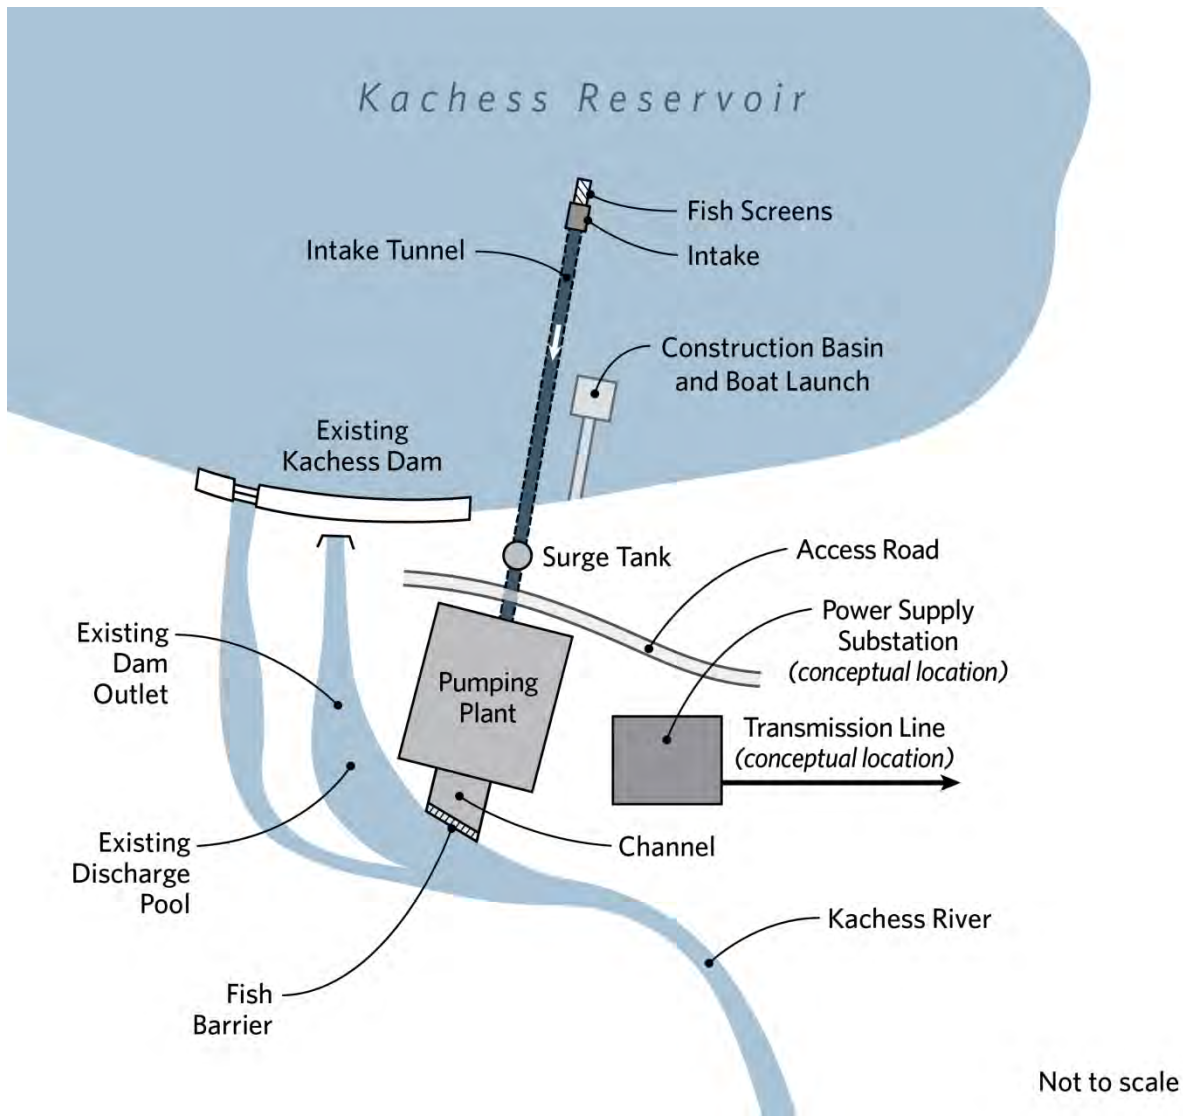 Kachess Reservoir
Fish Screens
Intake Tunnel
Intake
Construction Basin
and Boat Launch
Existing
Kachess Dam
Surge Tank
Access Road
Power Supply
Substation
(conceptual location)
Existing
Dam
Outlet
Pumping
Plant
Transmission Line
(conceptual location)
Existing
Discharge
Pool
Channel
Kachess River
Fish
Barrier
Not to scale